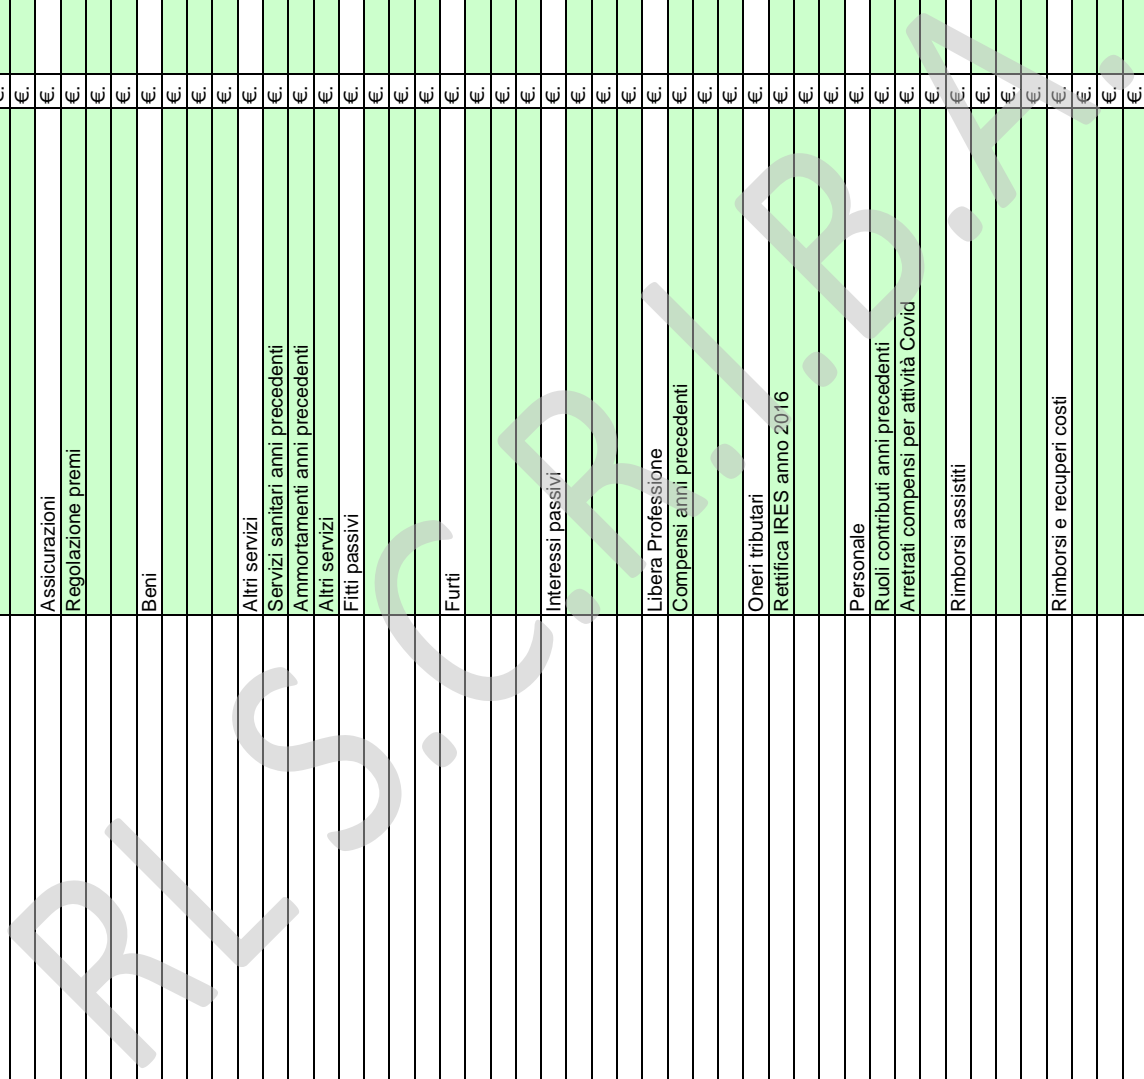 €.
€.
Assicurazioni €.
Regolazione premi €.
€.
€.
Beni €.
€.
€.
€.
Altri servizi €.
Servizi sanitari anni precedenti €.
Ammortamenti anni precedenti €.
Altri servizi €.
Fitti passivi €.
€.
€.
€.
Furti €.
€.
€.
€.
Interessi passivi €.
€.
€.
€.
Libera Professione €.
Compensi anni precedenti €.
€.
€.
Oneri tributari €.
Rettifica IRES anno 2016 €.
€.
€.
Personale €.
Ruoli contributi anni precedenti €.
Arretrati compensi per attività Covid €.
€.
Rimborsi assistiti €.
€.
€.
€.
Rimborsi e recuperi costi €.
€.
€.
€.
RLS.C.R.I.B.A.